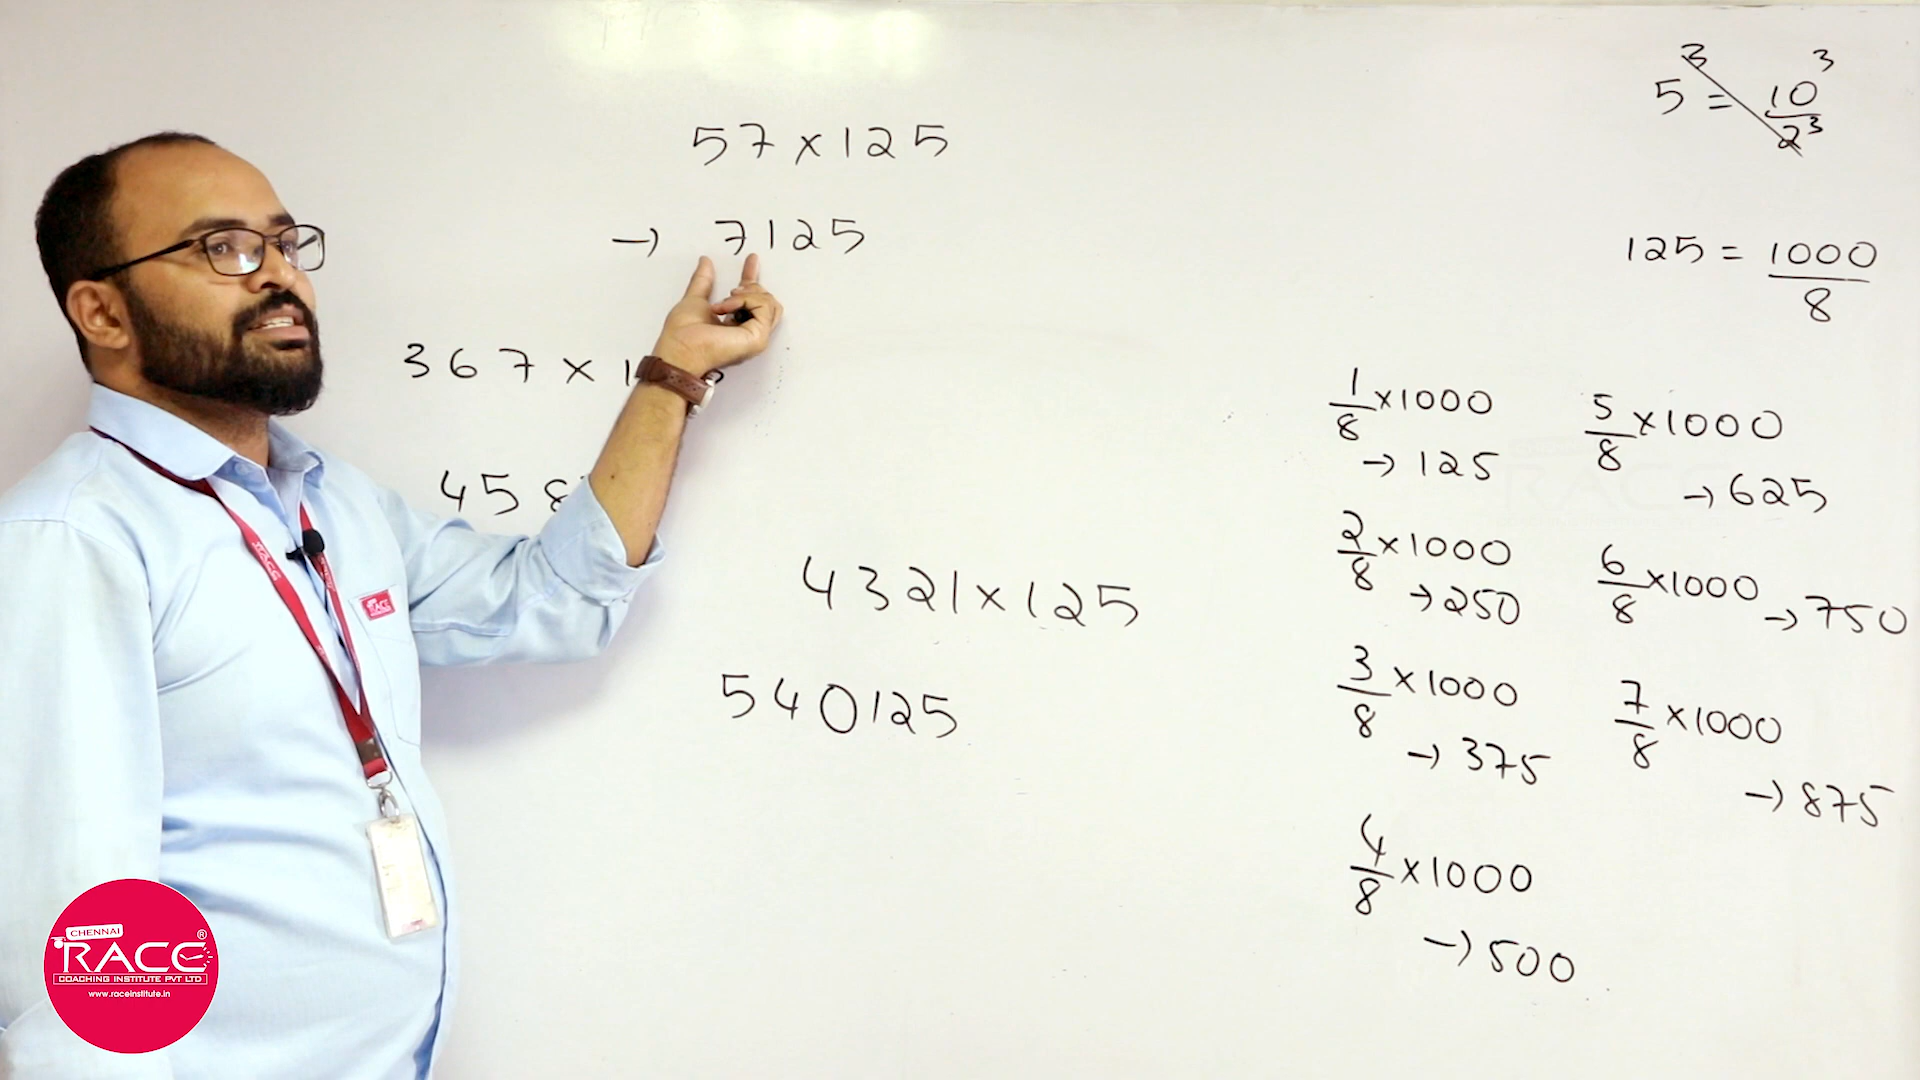 57 × 125
→ 7125
367 × 1
45
4321 × 125
540125
5³ = 10³/2³
125 = 1000/8
1/8 × 1000
→ 125
2/8 × 1000
→ 250
3/8 × 1000
→ 375
4/8 × 1000
→ 500
5/8 × 1000
→ 625
6/8 × 1000 → 750
7/8 × 1000
→ 875
RACE
CHENNAI
RACE®
COACHING INSTITUTE PVT LTD
www.raceinstitute.in